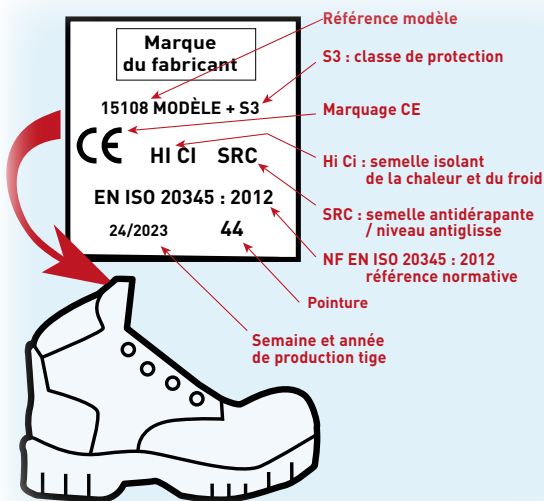 Marque
du fabricant
15108 MODÈLE + S3
CE
HI CI SRC
EN ISO 20345 : 2012
24/2023 44
Référence modèle
S3 : classe de protection
Marquage CE
Hi Ci : semelle isolant
de la chaleur et du froid
SRC : semelle antidérapante
/ niveau antiglisse
NF EN ISO 20345 : 2012
référence normative
Pointure
Semaine et année
de production tige